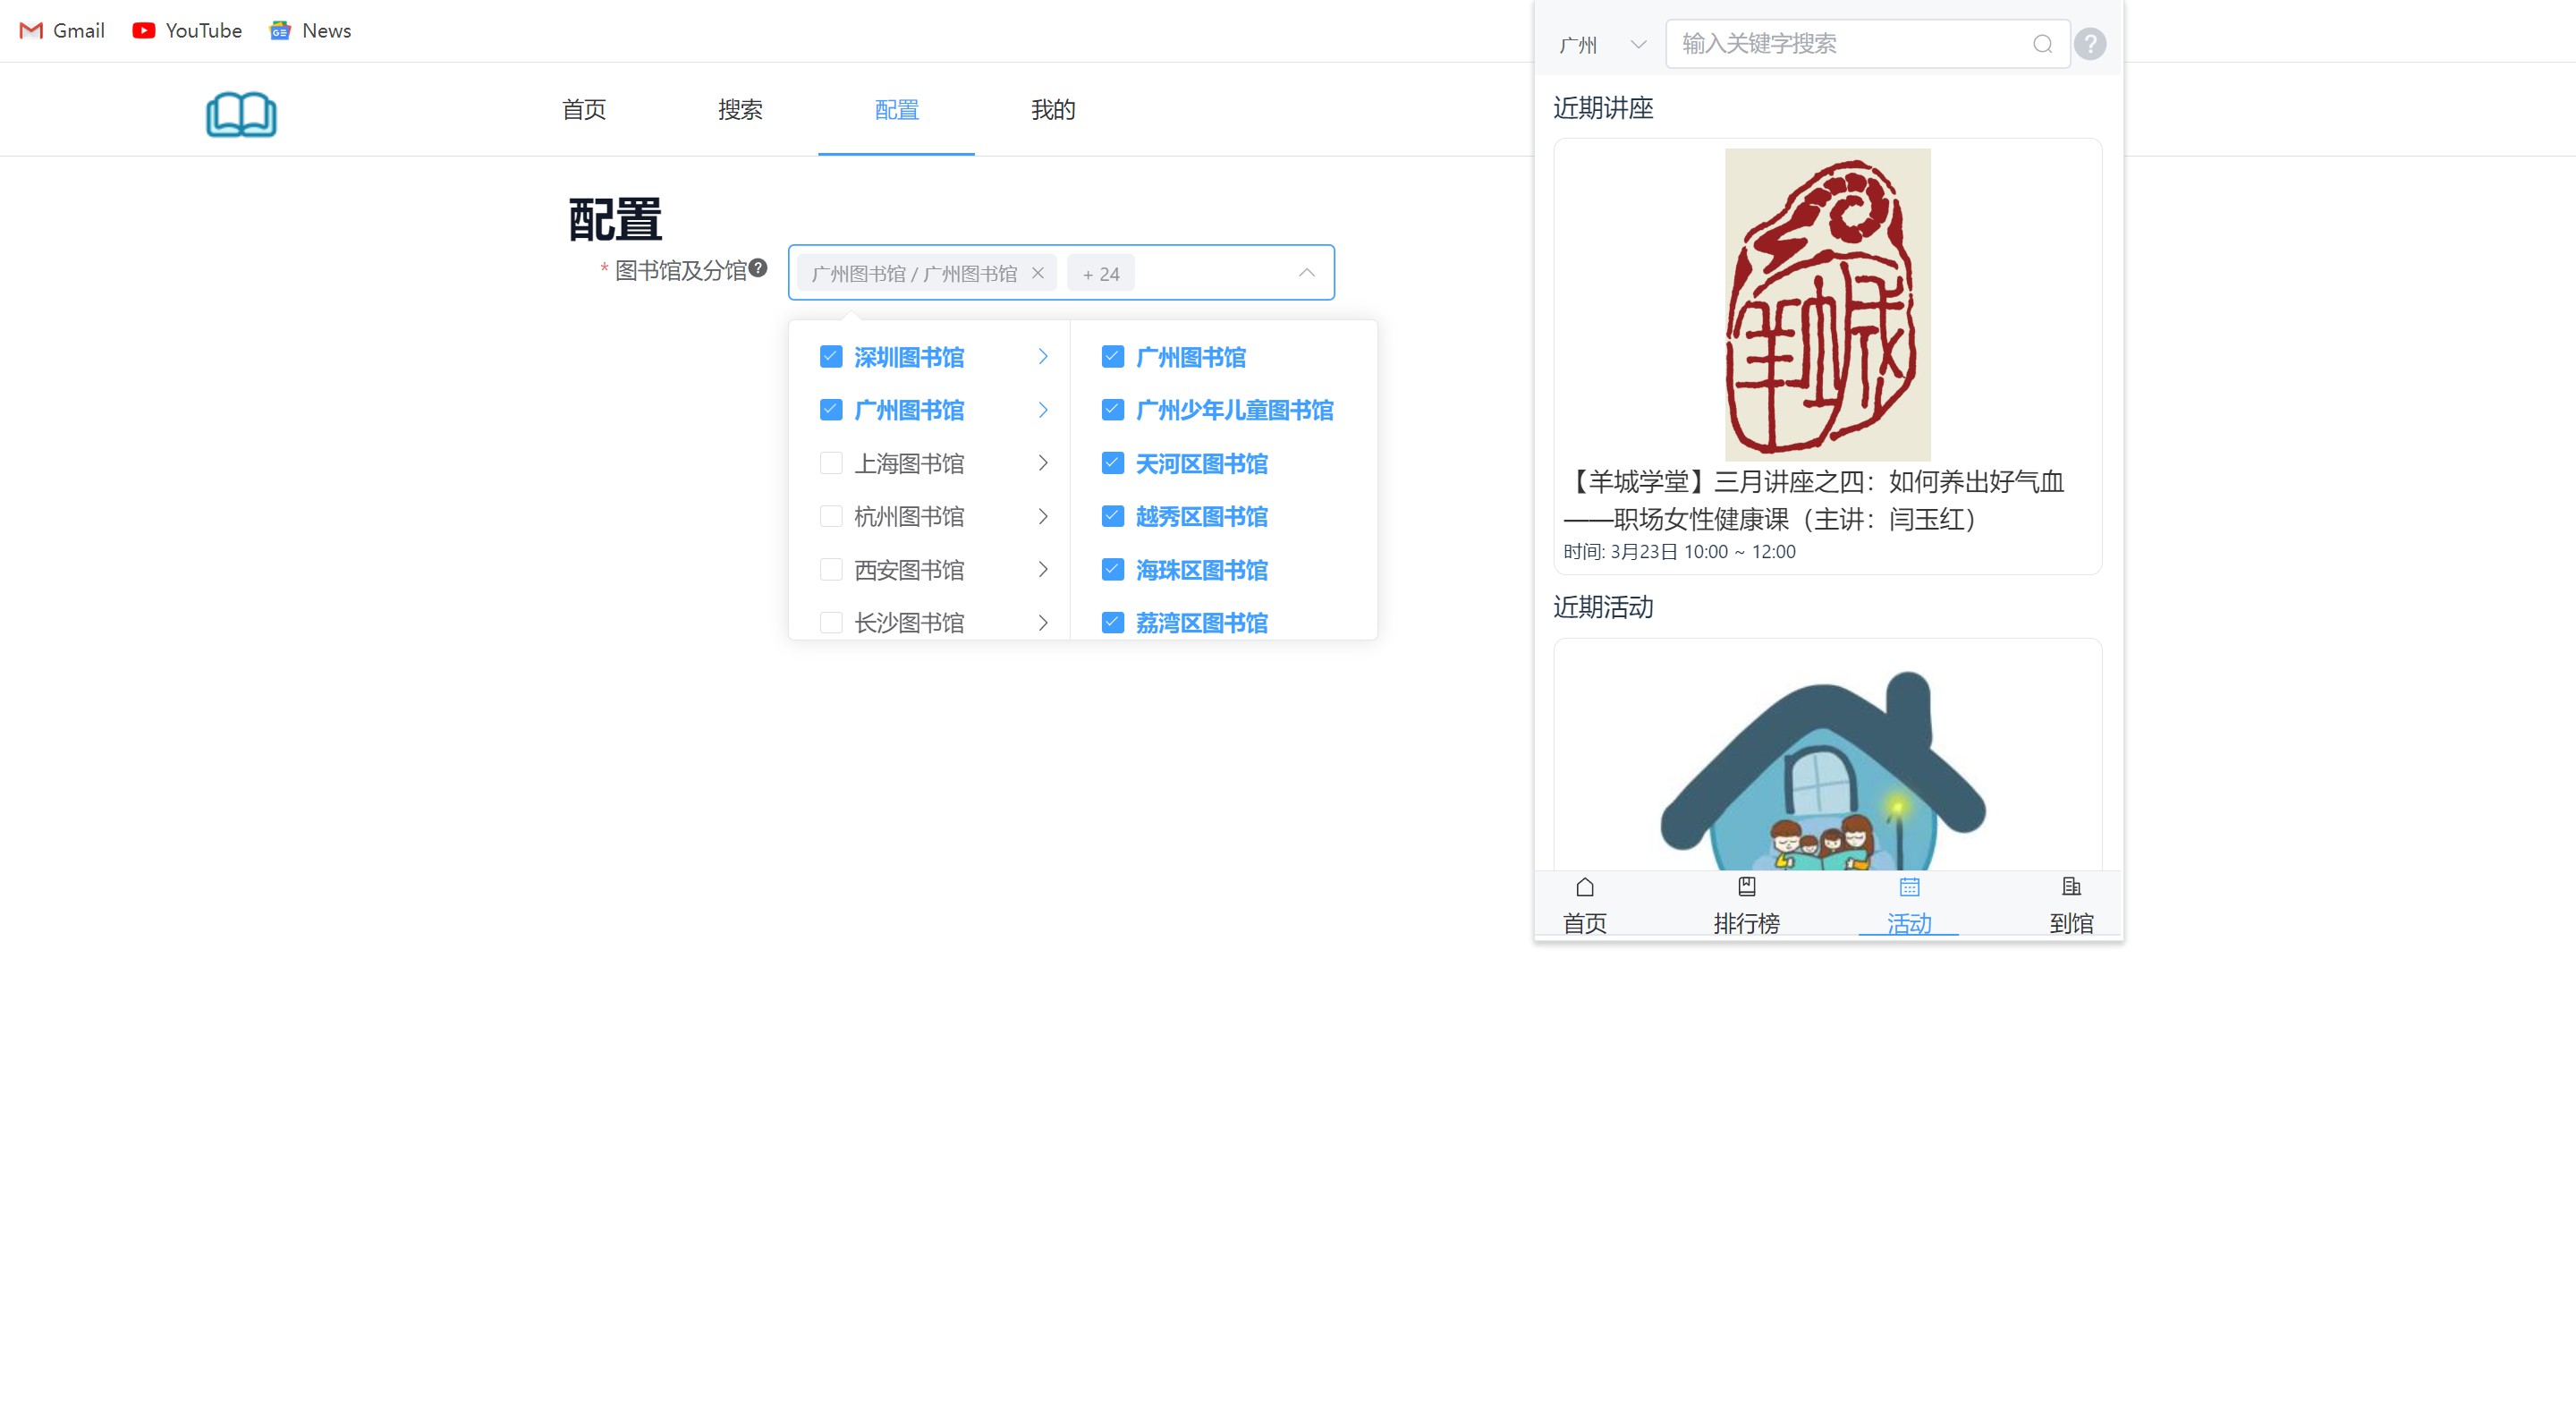 Gmail YouTube News
首页 搜索 配置 我的
配置
* 图书馆及分馆?
广州图书馆 / 广州图书馆 + 24
深圳图书馆
广州图书馆
上海图书馆
杭州图书馆
西安图书馆
长沙图书馆
广州图书馆
广州少年儿童图书馆
天河区图书馆
越秀区图书馆
海珠区图书馆
荔湾区图书馆
广州 输入关键字搜索 ?
近期讲座
羊城
【羊城学堂】三月讲座之四：如何养出好气血
——职场女性健康课（主讲：闫玉红）
时间: 3月23日 10:00 ~ 12:00
近期活动
首页 排行榜 活动 到馆